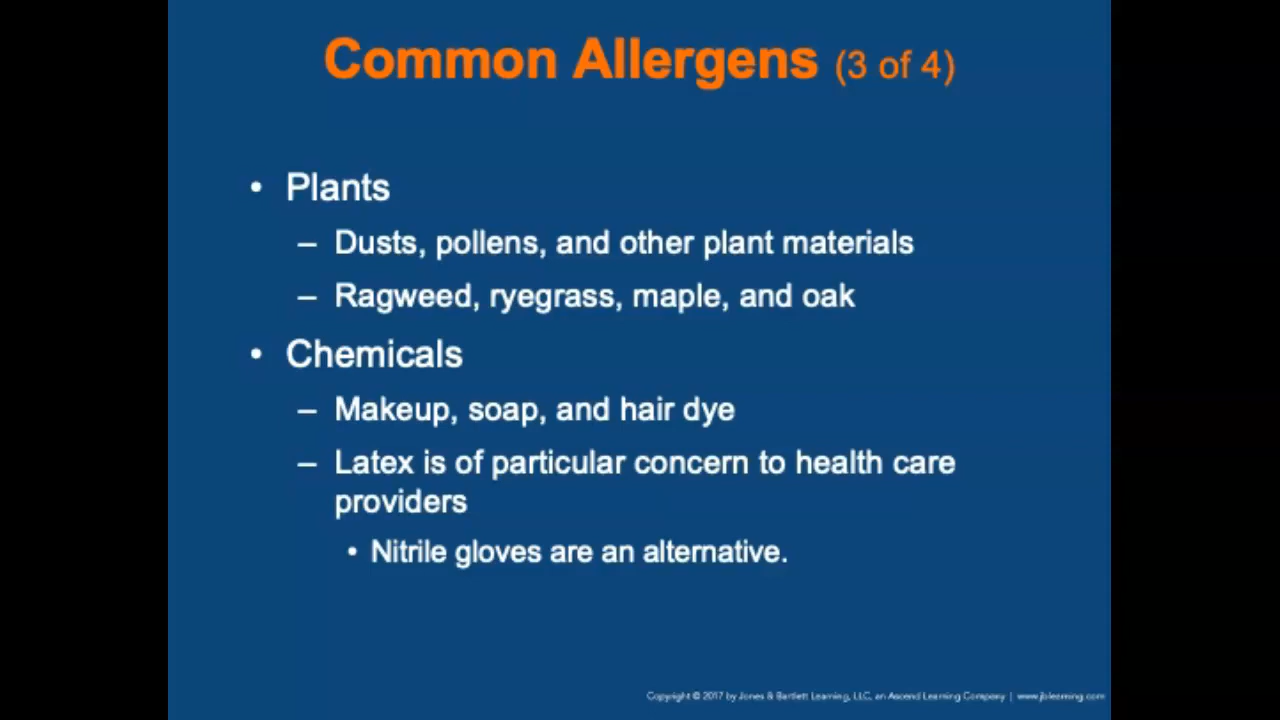 Common Allergens (3 of 4)
• Plants
– Dusts, pollens, and other plant materials
– Ragweed, ryegrass, maple, and oak
• Chemicals
– Makeup, soap, and hair dye
– Latex is of particular concern to health care
providers
• Nitrile gloves are an alternative.
Copyright © 2017 by Jones & Bartlett Learning, LLC, an Ascend Learning Company | www.jblearning.com